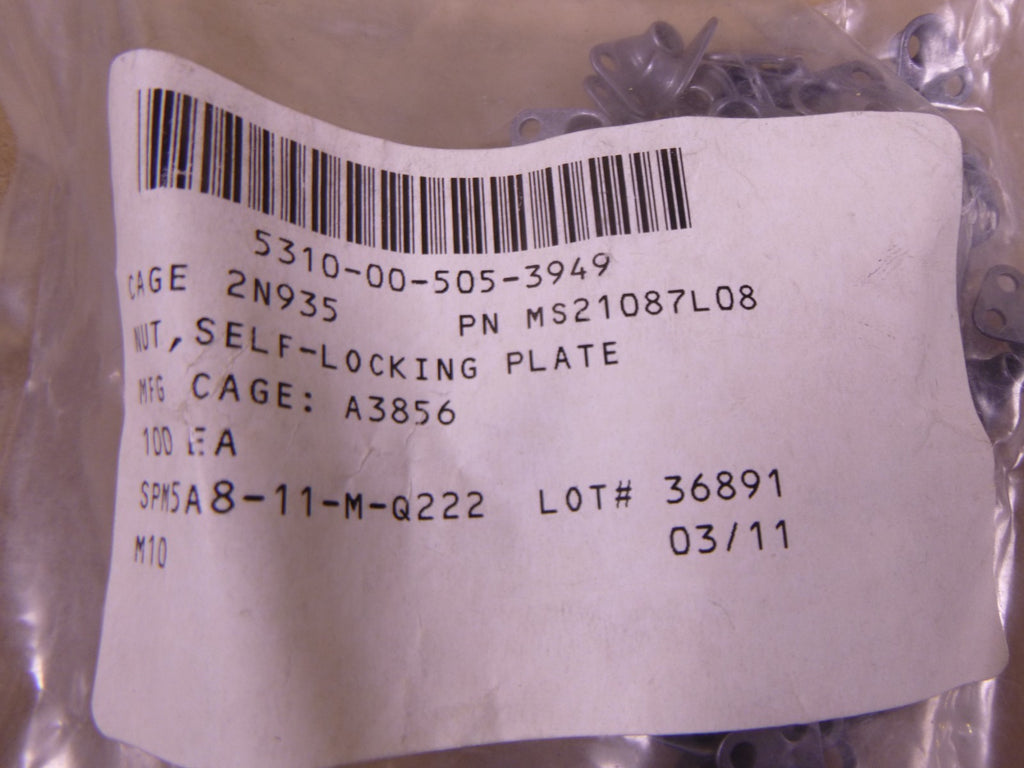 5310-00-505-3949
CAGE 2N935 PN MS21087L08
NUT, SELF-LOCKING PLATE
MFG CAGE: A3856
100 EA
SPM5A8-11-M-Q222 LOT# 36891
M10 03/11